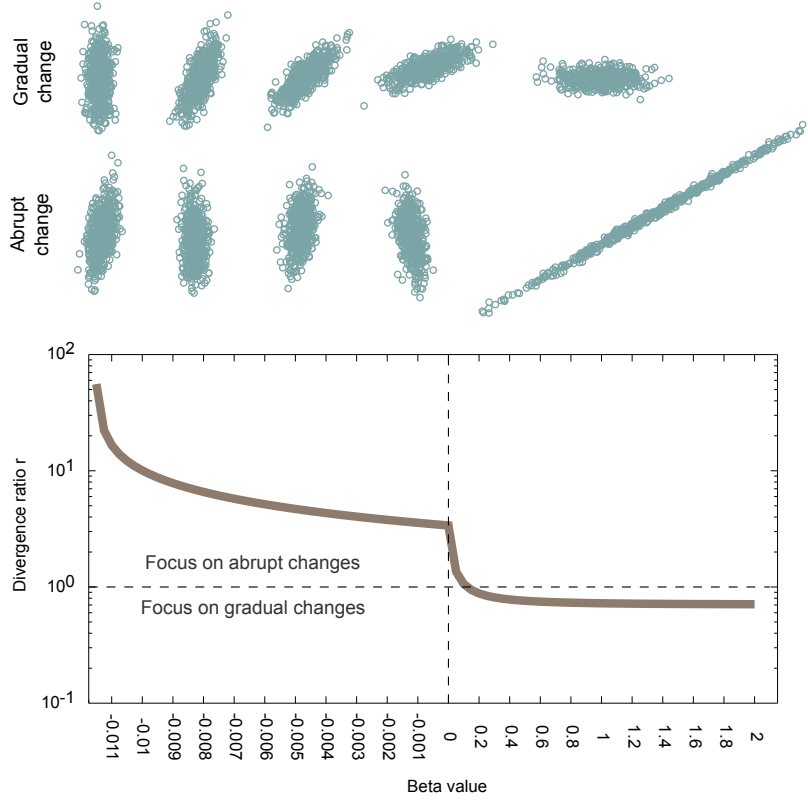 Gradual
change
Abrupt
change
10^2
10^1
10^0
10^-1
Divergence ratio r
Focus on abrupt changes
Focus on gradual changes
-0.011 -0.01 -0.009 -0.008 -0.007 -0.006 -0.005 -0.004 -0.003 -0.002 -0.001 0 0.2 0.4 0.6 0.8 1 1.2 1.4 1.6 1.8 2
Beta value